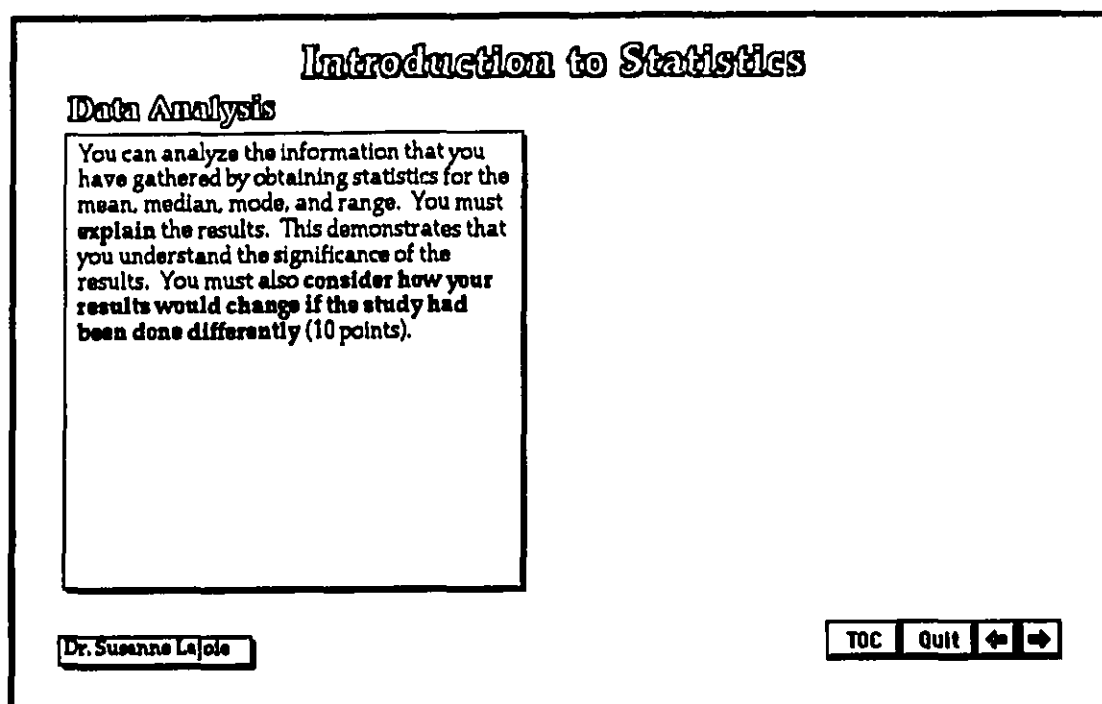 Introduction to Statistics
Data Analysis
You can analyze the information that you
have gathered by obtaining statistics for the
mean, median, mode, and range. You must
explain the results. This demonstrates that
you understand the significance of the
results. You must also consider how your
results would change if the study had
been done differently (10 points).
Dr. Susanne Lajoie
TOC Quit